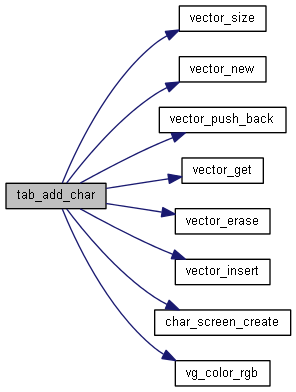 vector_size
vector_new
vector_push_back
vector_get
tab_add_char
vector_erase
vector_insert
char_screen_create
vg_color_rgb